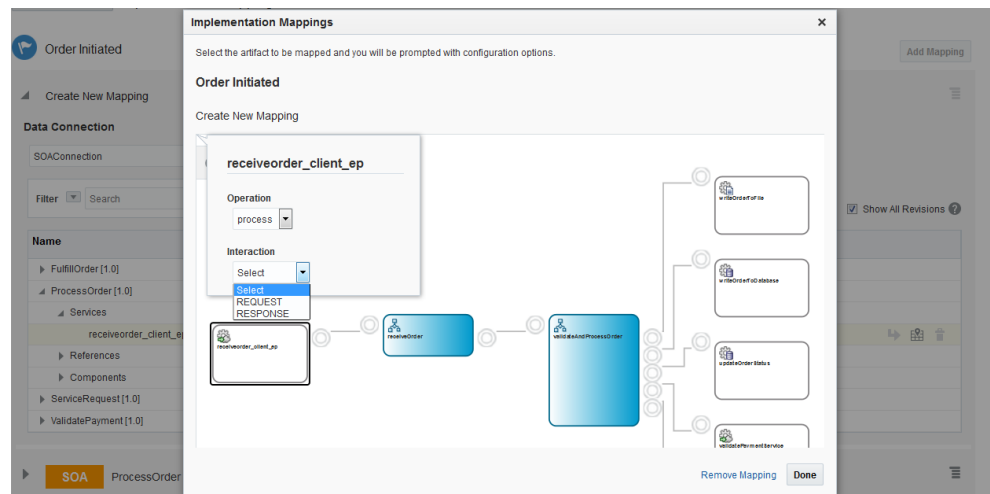 Implementation Mappings
Select the artifact to be mapped and you will be prompted with configuration options.
Order Initiated
Create New Mapping
receiveorder_client_ep
Operation
process
Interaction
Select
Select
REQUEST
RESPONSE
receiveorder_client_ep
receiveOrder
validateAndProcessOrder
writeOrderToFile
writeOrderToDatabase
updateOrderStatus
validatePaymentService
Remove Mapping
Done
Order Initiated
Add Mapping
Create New Mapping
Data Connection
SOAConnection
Filter
Search
Show All Revisions
Name
FulfillOrder [1.0]
ProcessOrder [1.0]
Services
receiveorder_client_e
References
Components
ServiceRequest [1.0]
ValidatePayment [1.0]
SOA ProcessOrder